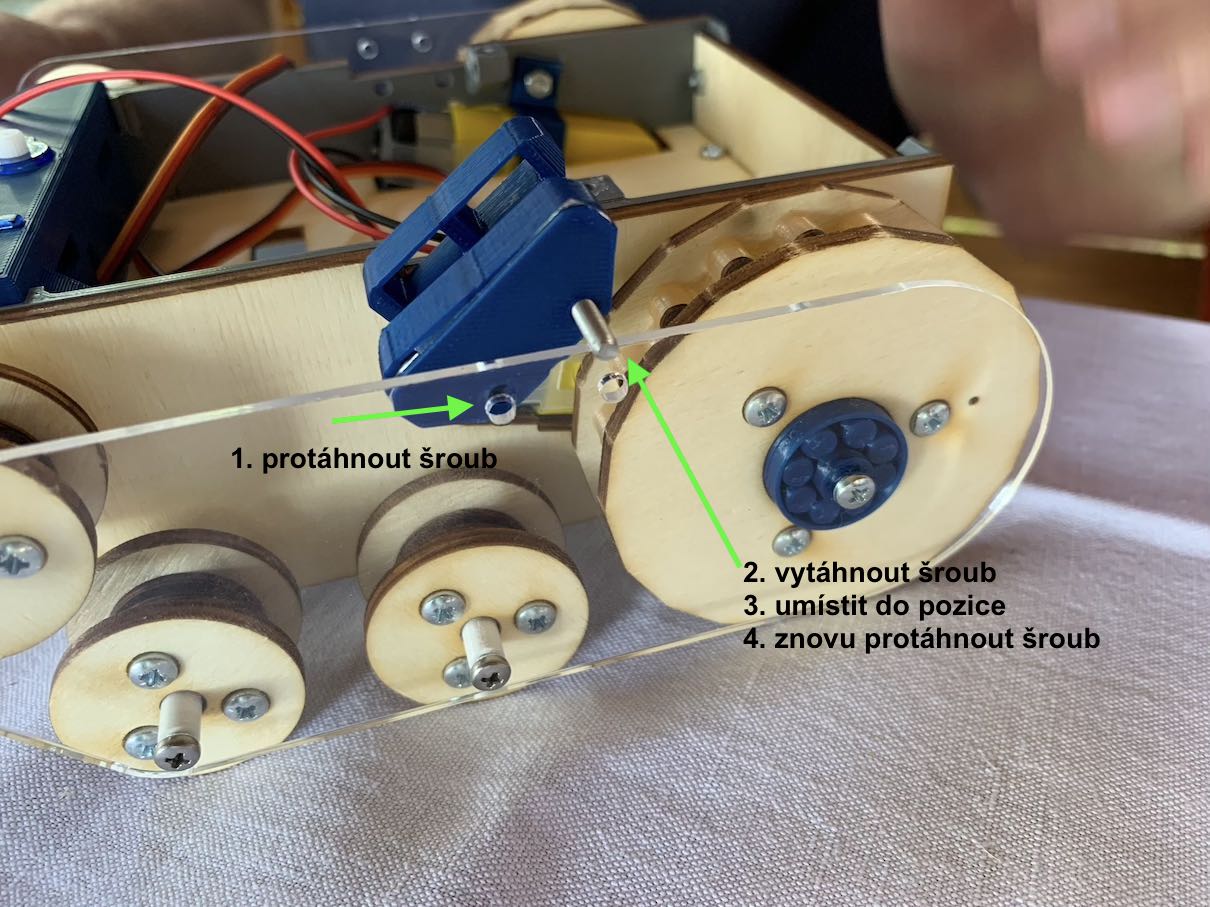 1. protáhnout šroub
2. vytáhnout šroub
3. umístit do pozice
4. znovu protáhnout šroub